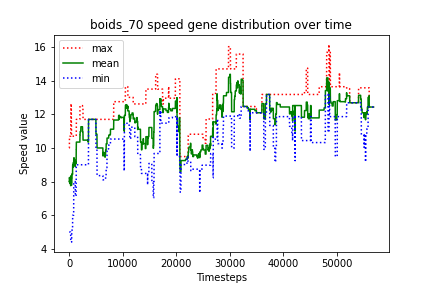 boids_70 speed gene distribution over time
max
mean
min
Speed value
16
14
12
10
8
6
4
0
10000
20000
30000
40000
50000
Timesteps